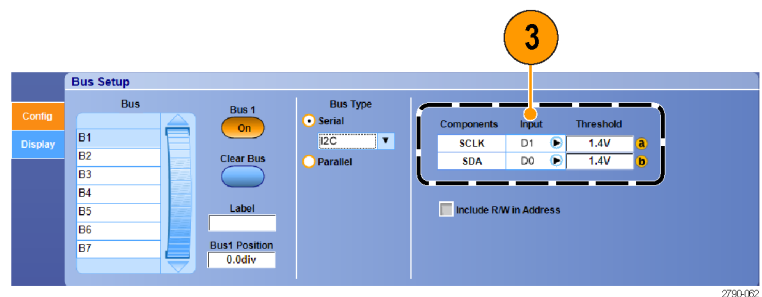 3
Bus Setup
Config
Display
Bus
B1
B2
B3
B4
B5
B6
B7
Bus 1
On
Clear Bus
Label
Bus1 Position
0.0div
Bus Type
Serial
I2C
Parallel
Components Input Threshold
SCLK D1 1.4V a
SDA D0 1.4V b
Include R/W in Address
2790-062